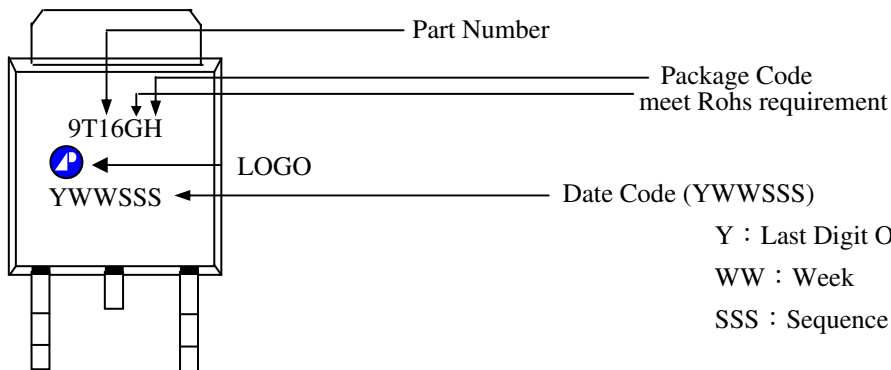 Part Number
Package Code
meet Rohs requirement
9T16GH
LOGO
YWWSSS
Date Code (YWWSSS)
Y：Last Digit O
WW：Week
SSS：Sequence